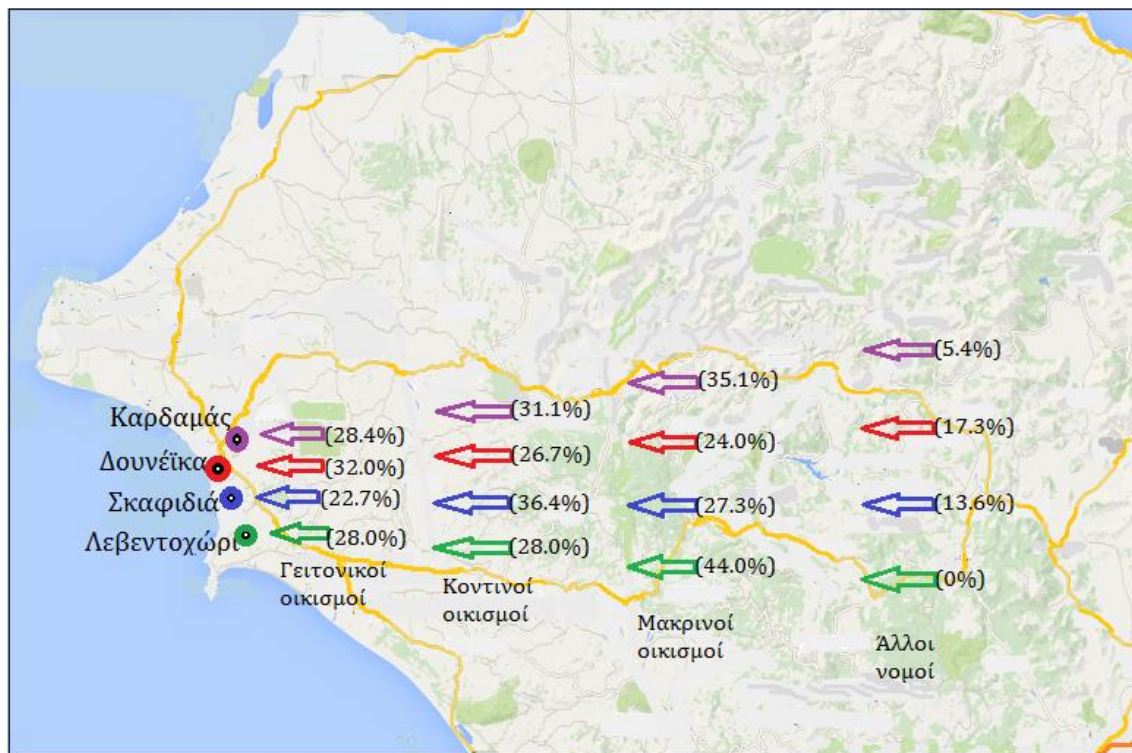 (5.4%)
(35.1%)
Καρδαμάς
(31.1%)
(17.3%)
(28.4%)
(24.0%)
Δουνέϊκα
(32.0%)
(26.7%)
Σκαφιδιά
(22.7%)
(36.4%)
(27.3%)
(13.6%)
Λεβεντοχώρι
(28.0%)
(28.0%)
(44.0%)
(0%)
Γειτονικοί
οικισμοί
Κοντινοί
οικισμοί
Μακρινοί
οικισμοί
Άλλοι
νομοί